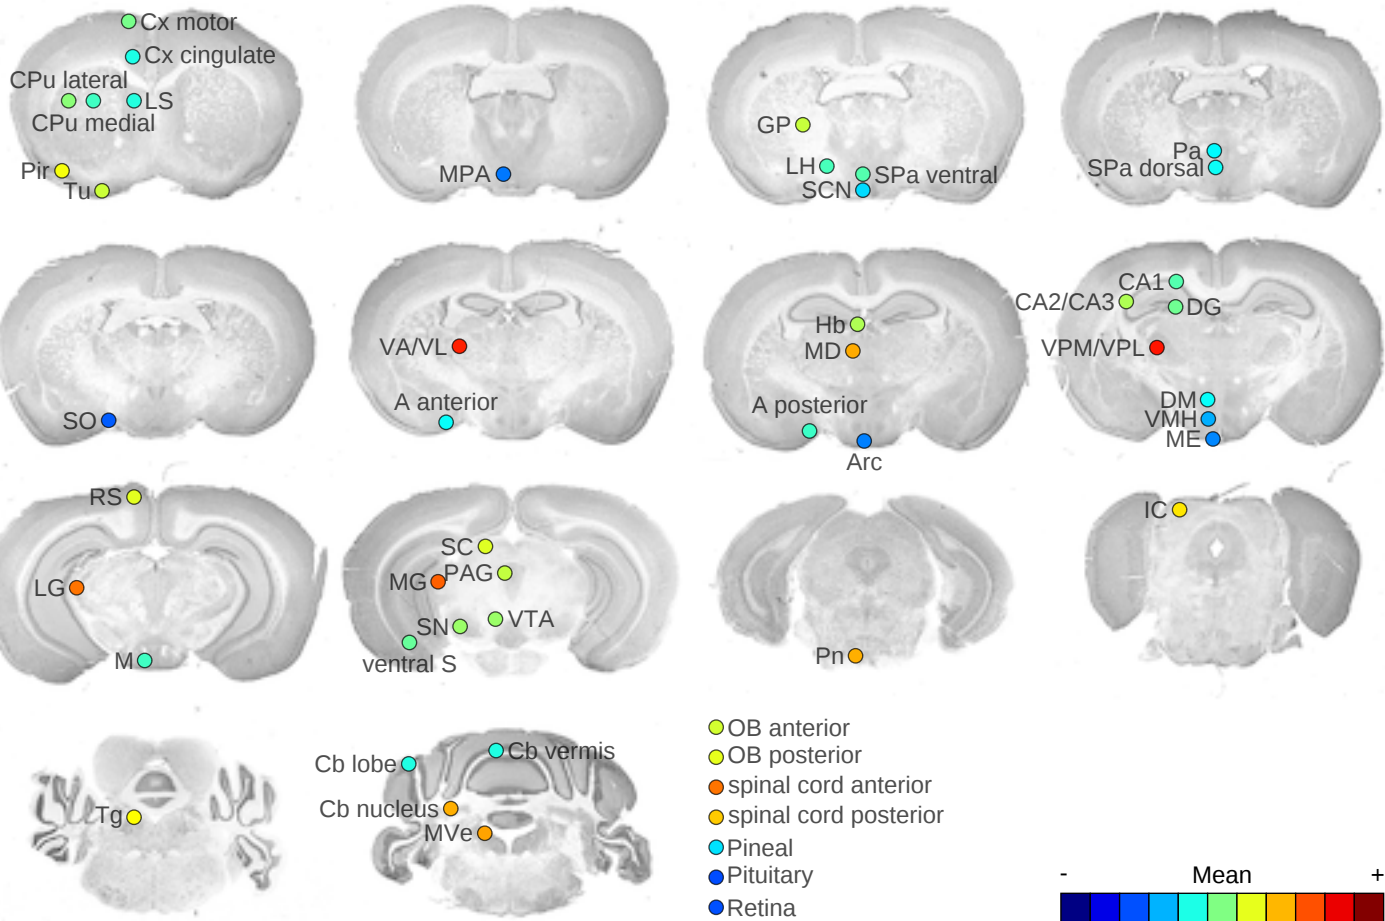 Cx motor
Cx cingulate
CPu lateral
LS
CPu medial
Pir
Tu
MPA
GP
LH
SPa ventral
SCN
Pa
SPa dorsal
SO
VA/VL
A anterior
Hb
MD
A posterior
Arc
CA1
CA2/CA3
DG
VPM/VPL
DM
VMH
ME
RS
LG
M
SC
MG
PAG
SN
VTA
ventral S
Pn
IC
Tg
Cb lobe
Cb vermis
Cb nucleus
MVe
OB anterior
OB posterior
spinal cord anterior
spinal cord posterior
Pineal
Pituitary
Retina
- Mean +